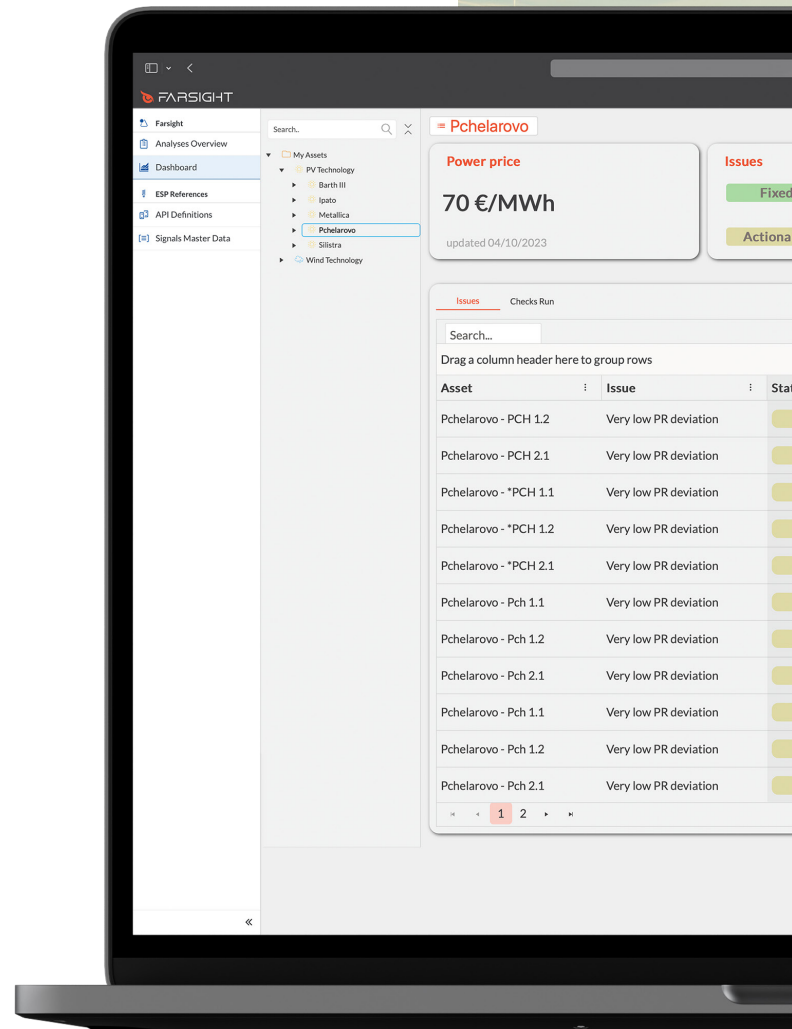 FARSIGHT
Farsight
Analyses Overview
Dashboard
ESP References
API Definitions
Signals Master Data
Search..
My Assets
PV Technology
Barth III
Ipato
Metallica
Pchelarovo
Silistra
Wind Technology
Pchelarovo
Power price
70 €/MWh
updated 04/10/2023
Issues
Fixed
Actiona
Issues Checks Run
Search...
Drag a column header here to group rows
Asset Issue Stat
Pchelarovo - PCH 1.2 Very low PR deviation
Pchelarovo - PCH 2.1 Very low PR deviation
Pchelarovo - *PCH 1.1 Very low PR deviation
Pchelarovo - *PCH 1.2 Very low PR deviation
Pchelarovo - *PCH 2.1 Very low PR deviation
Pchelarovo - Pch 1.1 Very low PR deviation
Pchelarovo - Pch 1.2 Very low PR deviation
Pchelarovo - Pch 2.1 Very low PR deviation
Pchelarovo - Pch 1.1 Very low PR deviation
Pchelarovo - Pch 1.2 Very low PR deviation
Pchelarovo - Pch 2.1 Very low PR deviation
1 2